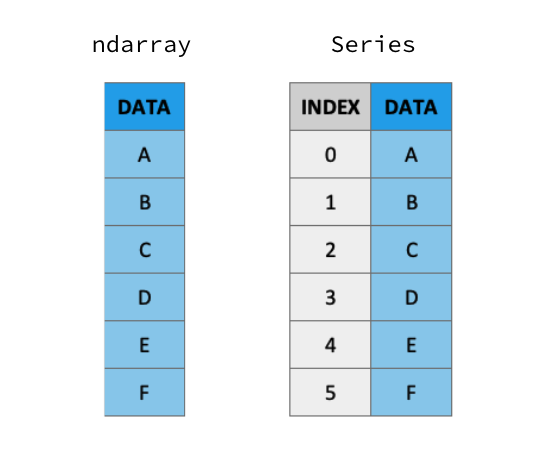 ndarray
DATA
A
B
C
D
E
F
Series
INDEX DATA
0 A
1 B
2 C
3 D
4 E
5 F